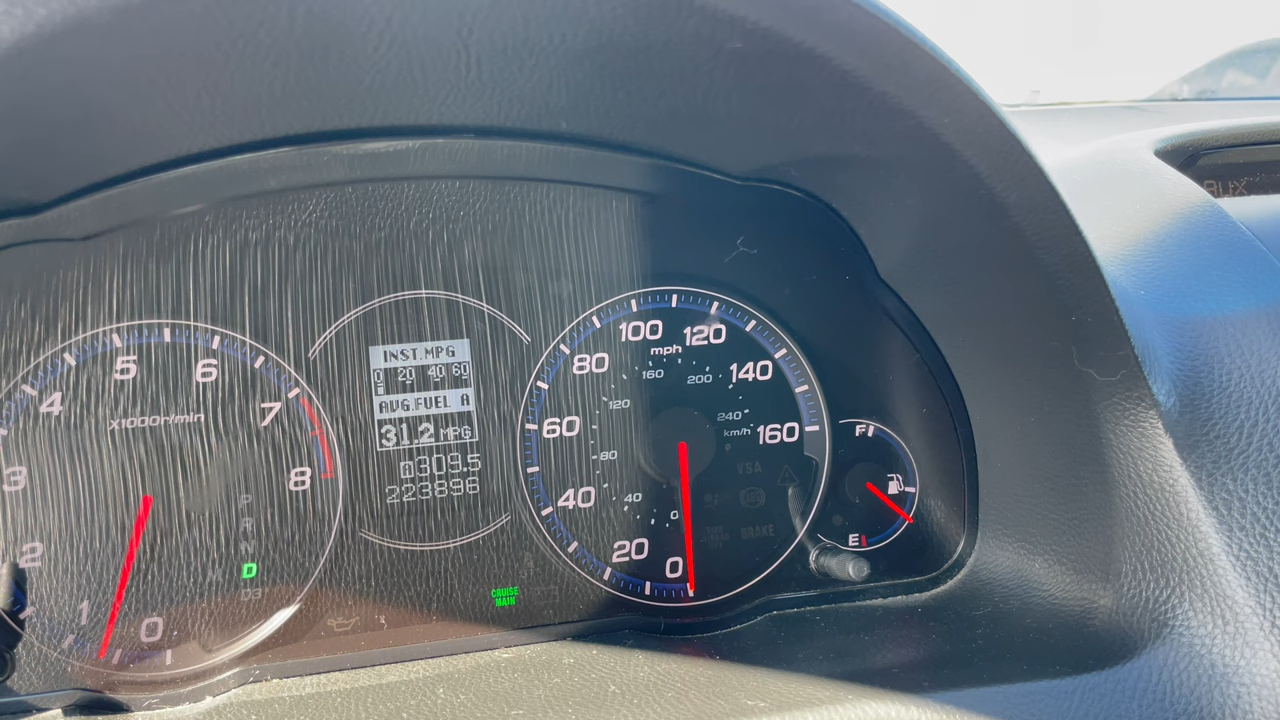 0 1 2 3 4 5 6 7 8
X1000r/min
P
R
N
D
INST.MPG
0 20 40 60
AVG.FUEL A
31.2 MPG
309.5
223896
CRUISE
MAIN
0 20 40 60 80 100 120 140 160
mph
0 40 80 120 160 200 240
km/h
VSA
ABS
BRAKE
F
E
AUX